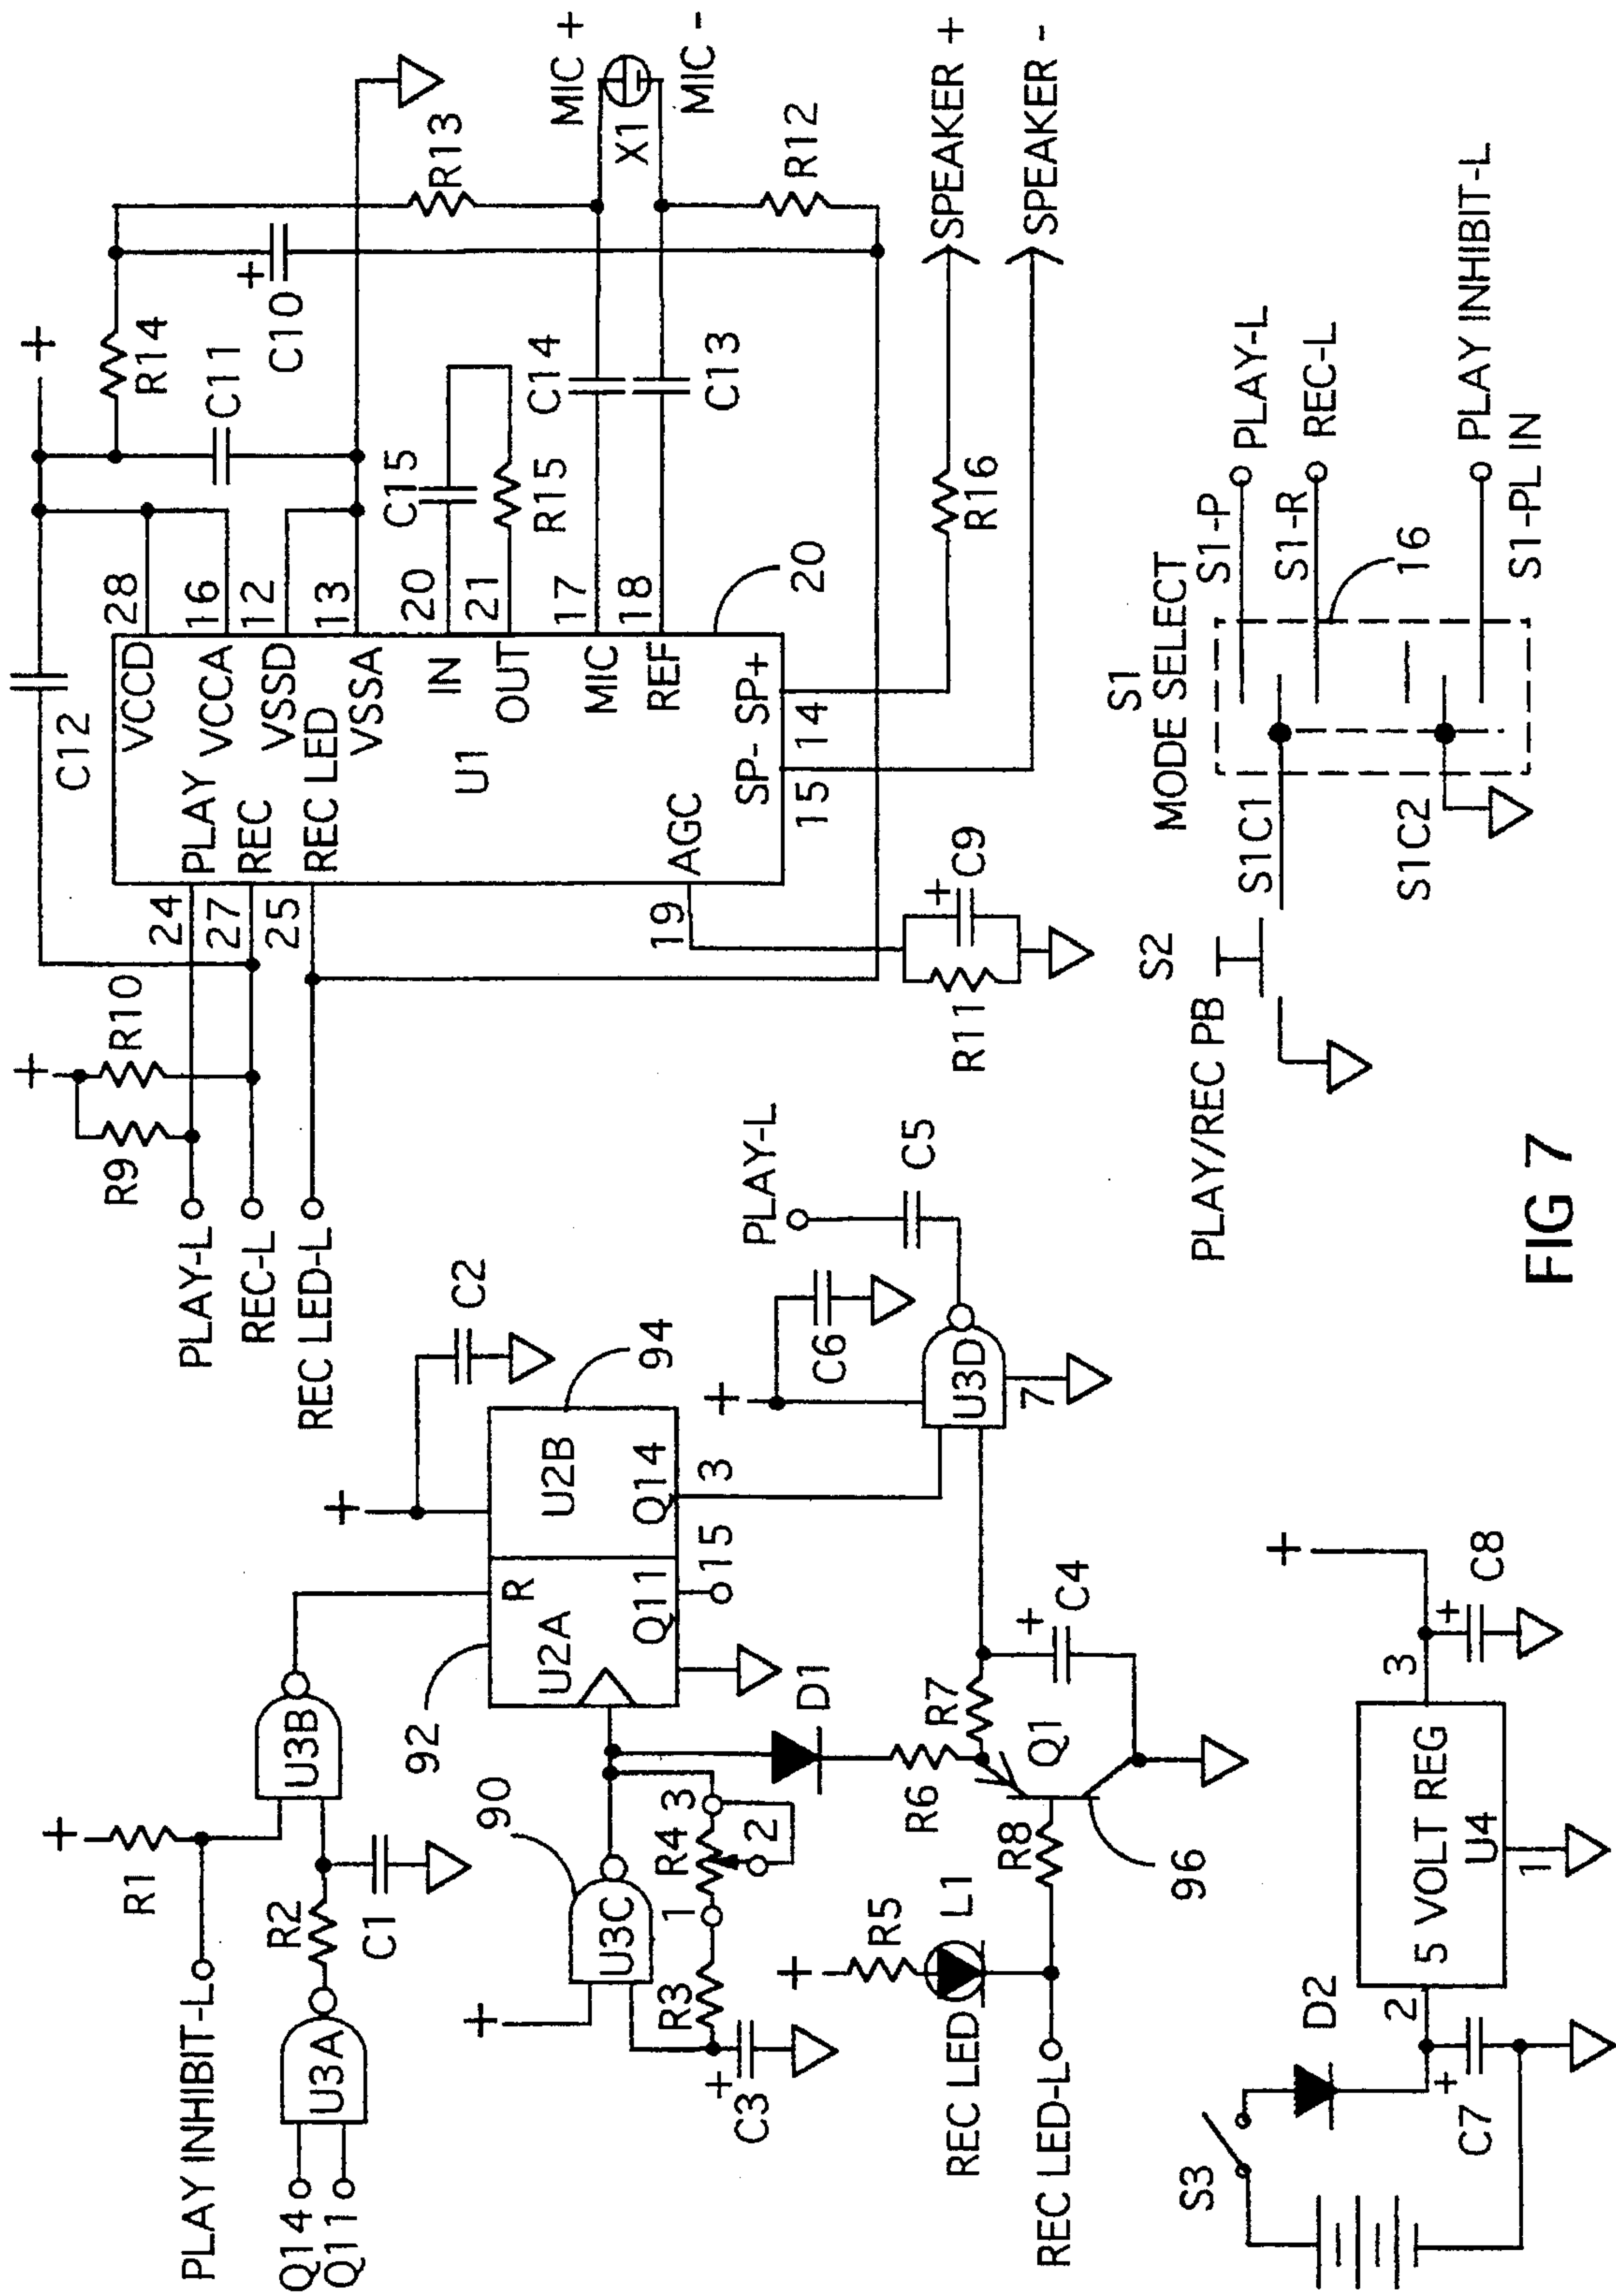 C12
+
R14
C11
+
C10
R13
MIC +
X1
MIC -
R12
28
16
12
13
20
21
17
18
C15
R15
C14
C13
20
VCCD
VCCA
VSSD
VSSA
IN
OUT
MIC
REF
PLAY
REC
REC LED
U1
AGC
SP- SP+
15 14
R16
SPEAKER +
SPEAKER -
24
27
25
19
+
R9
R10
PLAY-L
REC-L
REC LED-L
R11
+
C9
S1
MODE SELECT
S1-P
PLAY-L
S1-R
REC-L
16
PLAY INHIBIT-L
S1-PL IN
S1C1
S1C2
S2
PLAY/REC PB
+
R1
PLAY INHIBIT-L
Q14
Q11
U3A
R2
C1
U3B
92
R
U2A
U2B
Q11
Q14
15
3
94
+
C2
+
U3C
90
R3
1
R4
3
2
+
C3
D1
R6
R7
Q1
R8
96
+
C4
+
R5
L1
REC LED
REC LED-L
+
C6
U3D
7
PLAY-L
C5
S3
D2
2
+
C7
5 VOLT REG
U4
1
3
+
+
C8
FIG 7